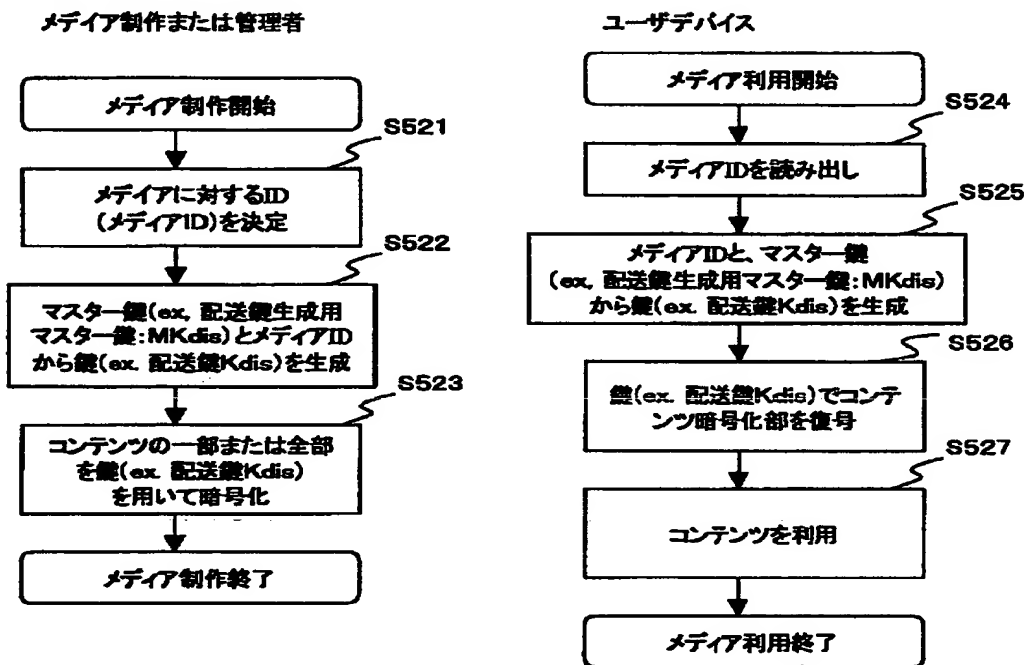 メディア制作または管理者
メディア制作開始
S521
メデイアに対するID
(メディアID)を決定
S522
マスター鍵(ex, 配送鍵生成用
マスター鍵:MKdis)とメディアID
から鍵(ex. 配送鍵Kdis)を生成
S523
コンテンツの一部または全部
を鍵(ex. 配送鍵Kdis)
を用いて暗号化
メディア制作終了
ユーザデバイス
メディア利用開始
S524
メディアIDを読み出し
S525
メディアIDと、マスター鍵
(ex, 配送鍵生成用マスター鍵:MKdis)
から鍵(ex. 配送鍵Kdis)を生成
S526
鍵(ex. 配送鍵Kdis)でコンテ
ンツ暗号化部を復号
S527
コンテンツを利用
メディア利用終了